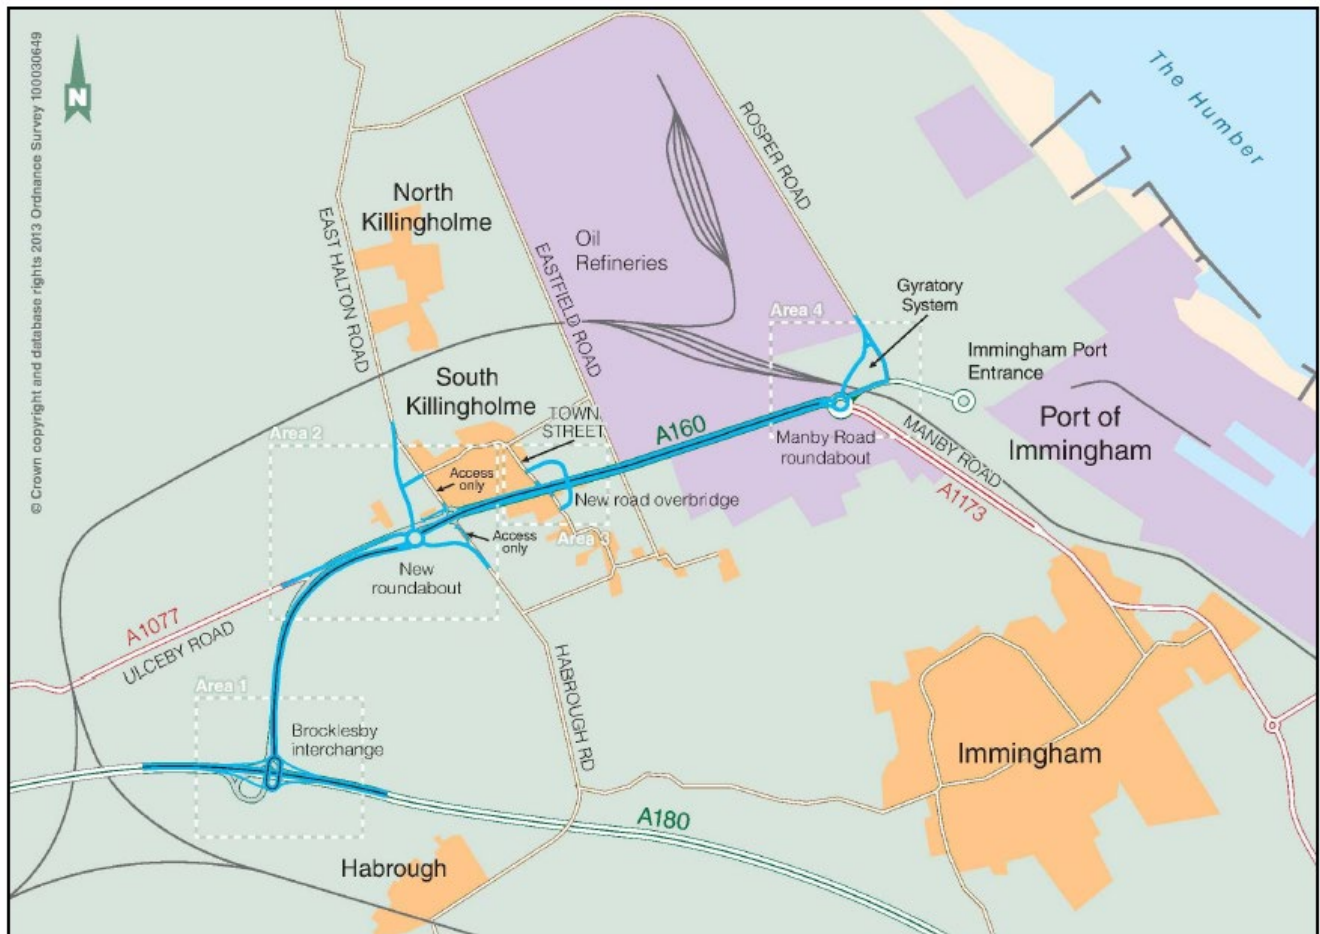 © Crown copyright and database rights 2013 Ordnance Survey 100030649
N
The Humber
ROSPER ROAD
North
Killingholme
EAST HALTON ROAD
Oil
Refineries
EASTFIELD ROAD
Gyratory
System
Area 4
Immingham Port
Entrance
South
Killingholme
TOWN
STREET
A160
Port of
Immingham
Manby Road
roundabout
MANBY ROAD
A1173
Area 2
Access
only
New road overbridge
Access
only
Area 3
New
roundabout
A1077
ULCEBY ROAD
HABROUGH RD
Area 1
Brocklesby
interchange
Immingham
A180
Habrough